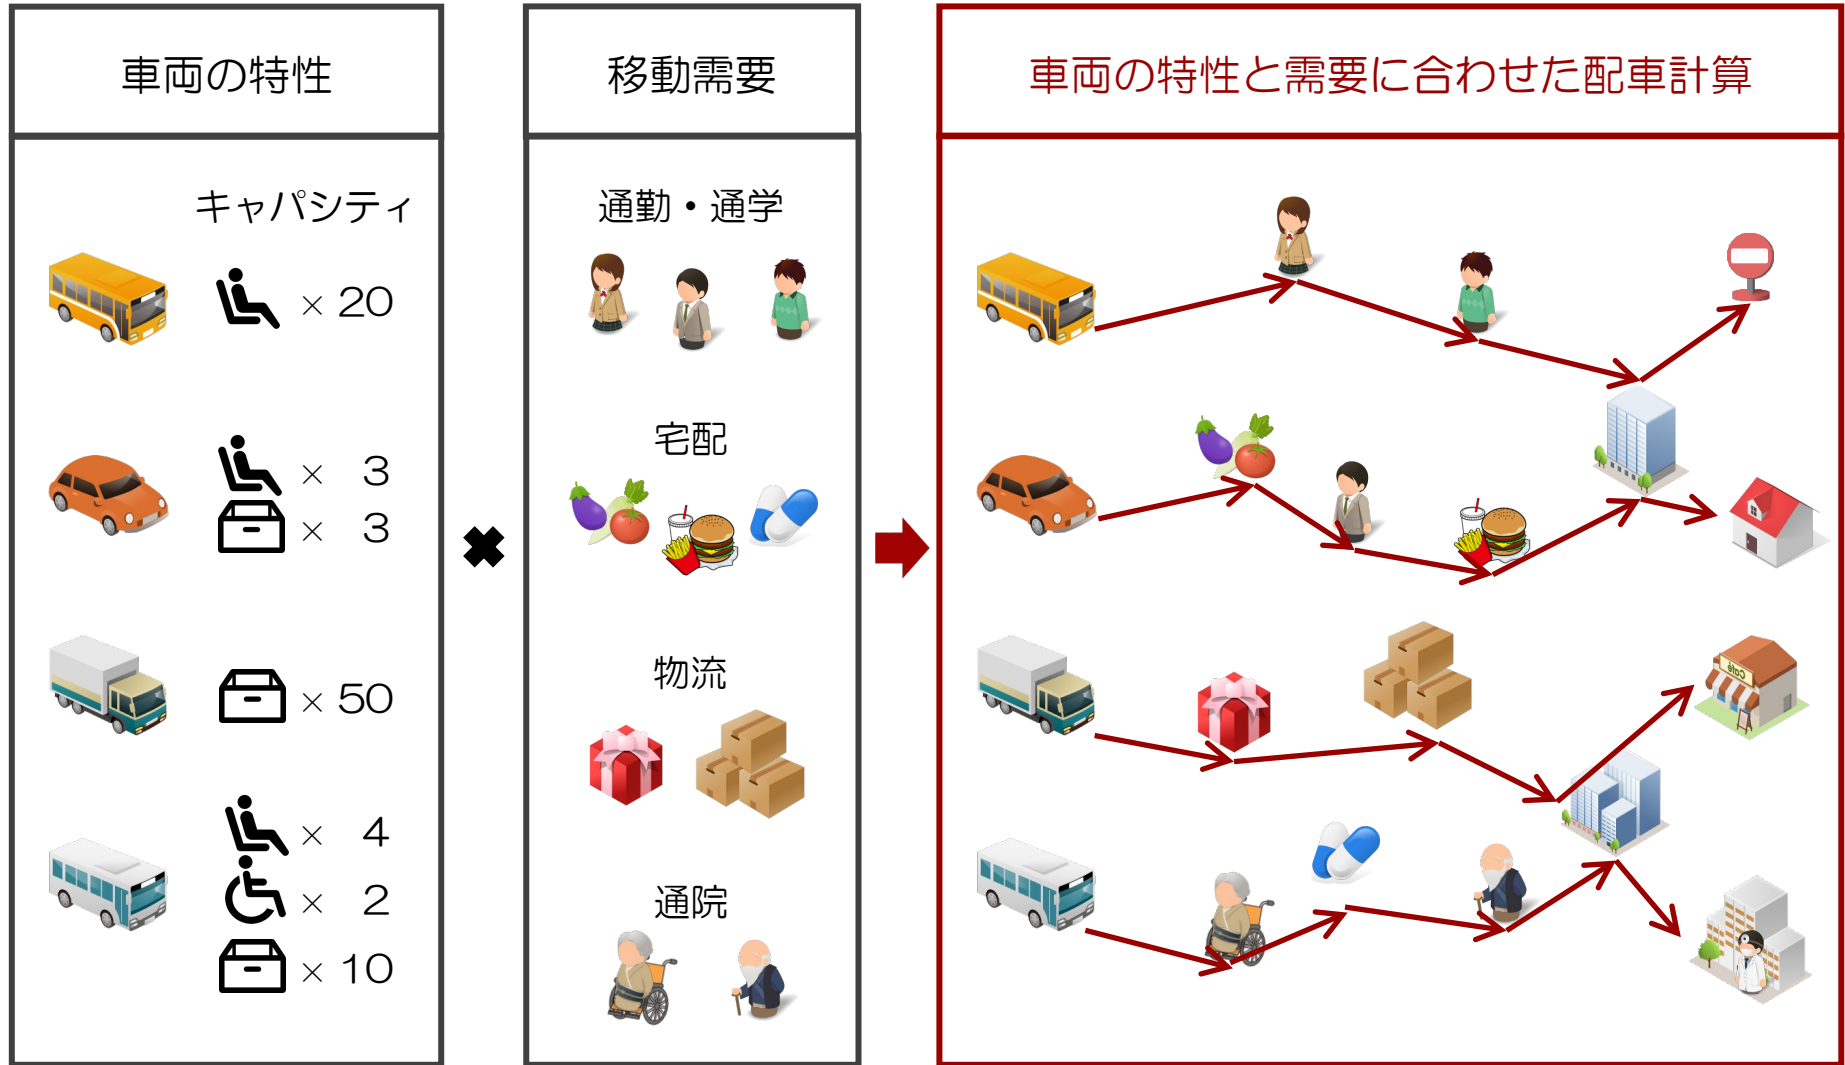 車両の特性
キャパシティ
× 20
× 3
× 3
× 50
× 4
× 2
× 10
移動需要
通勤・通学
宅配
物流
通院
車両の特性と需要に合わせた配車計算
Café